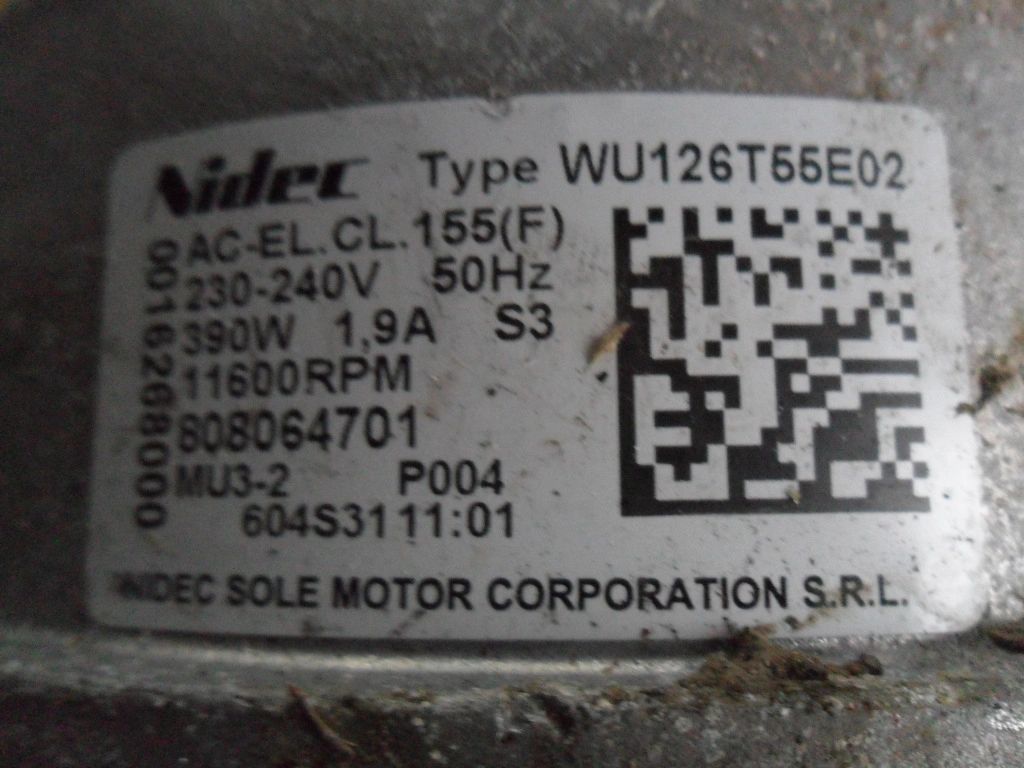 Nidec Type WU126T55E02
AC-EL.CL.155(F)
230-240V 50Hz
390W 1,9A S3
11600RPM
808064701
MU3-2 P004
604S31 11:01
00162268000
NIDEC SOLE MOTOR CORPORATION S.R.L.